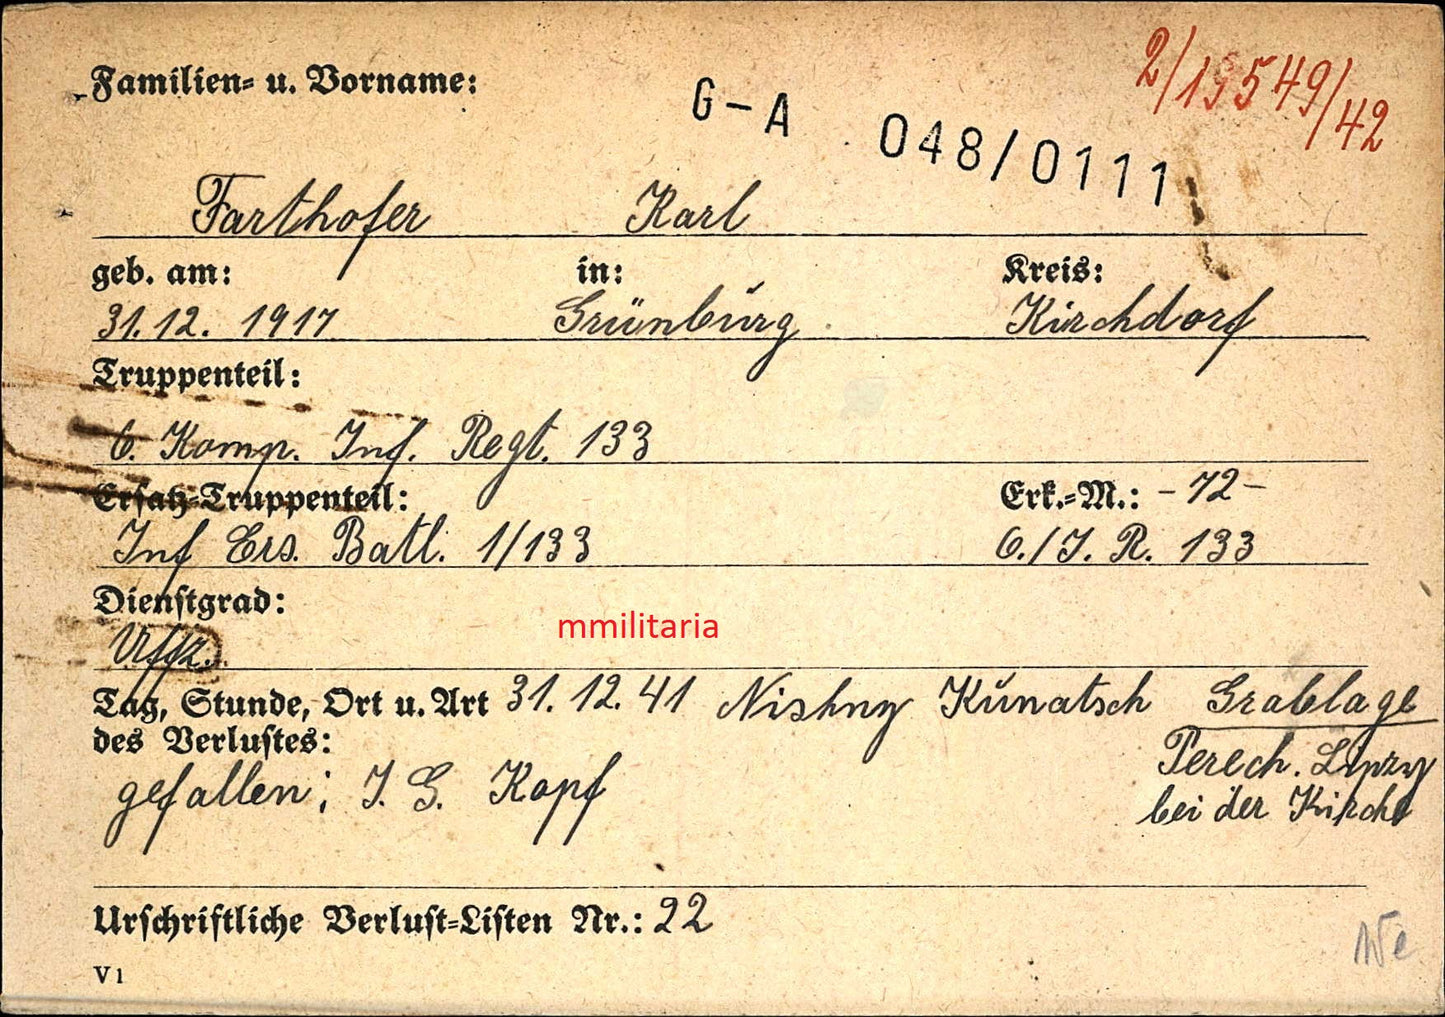 Familien- u. Vorname:
G-A 048/0111
2/19549/42
Farthofer Karl
geb. am: in: Kreis:
31.12. 1917 Grünburg Kirchdorf
Truppenteil:
6. Komp. Inf. Regt. 133
Ersatz-Truppenteil: Erk.-M.: -72-
Inf Ers. Batl. 1/133 6./J. R. 133
Dienstgrad:
Uffz.
mmilitaria
Tag, Stunde, Ort u. Art 31.12.41 Nishny Kunatsch Grablage
des Verlustes: Perech. Lipzy
gefallen; I. G. Kopf bei der Kirche
Urschriftliche Verlust-Listen Nr.: 22
V1